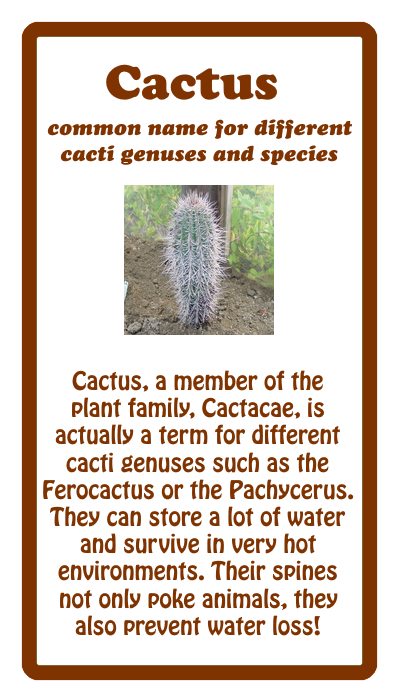 Cactus
common name for different
cacti genuses and species
Cactus, a member of the
plant family, Cactacae, is
actually a term for different
cacti genuses such as the
Ferocactus or the Pachycerus.
They can store a lot of water
and survive in very hot
environments. Their spines
not only poke animals, they
also prevent water loss!